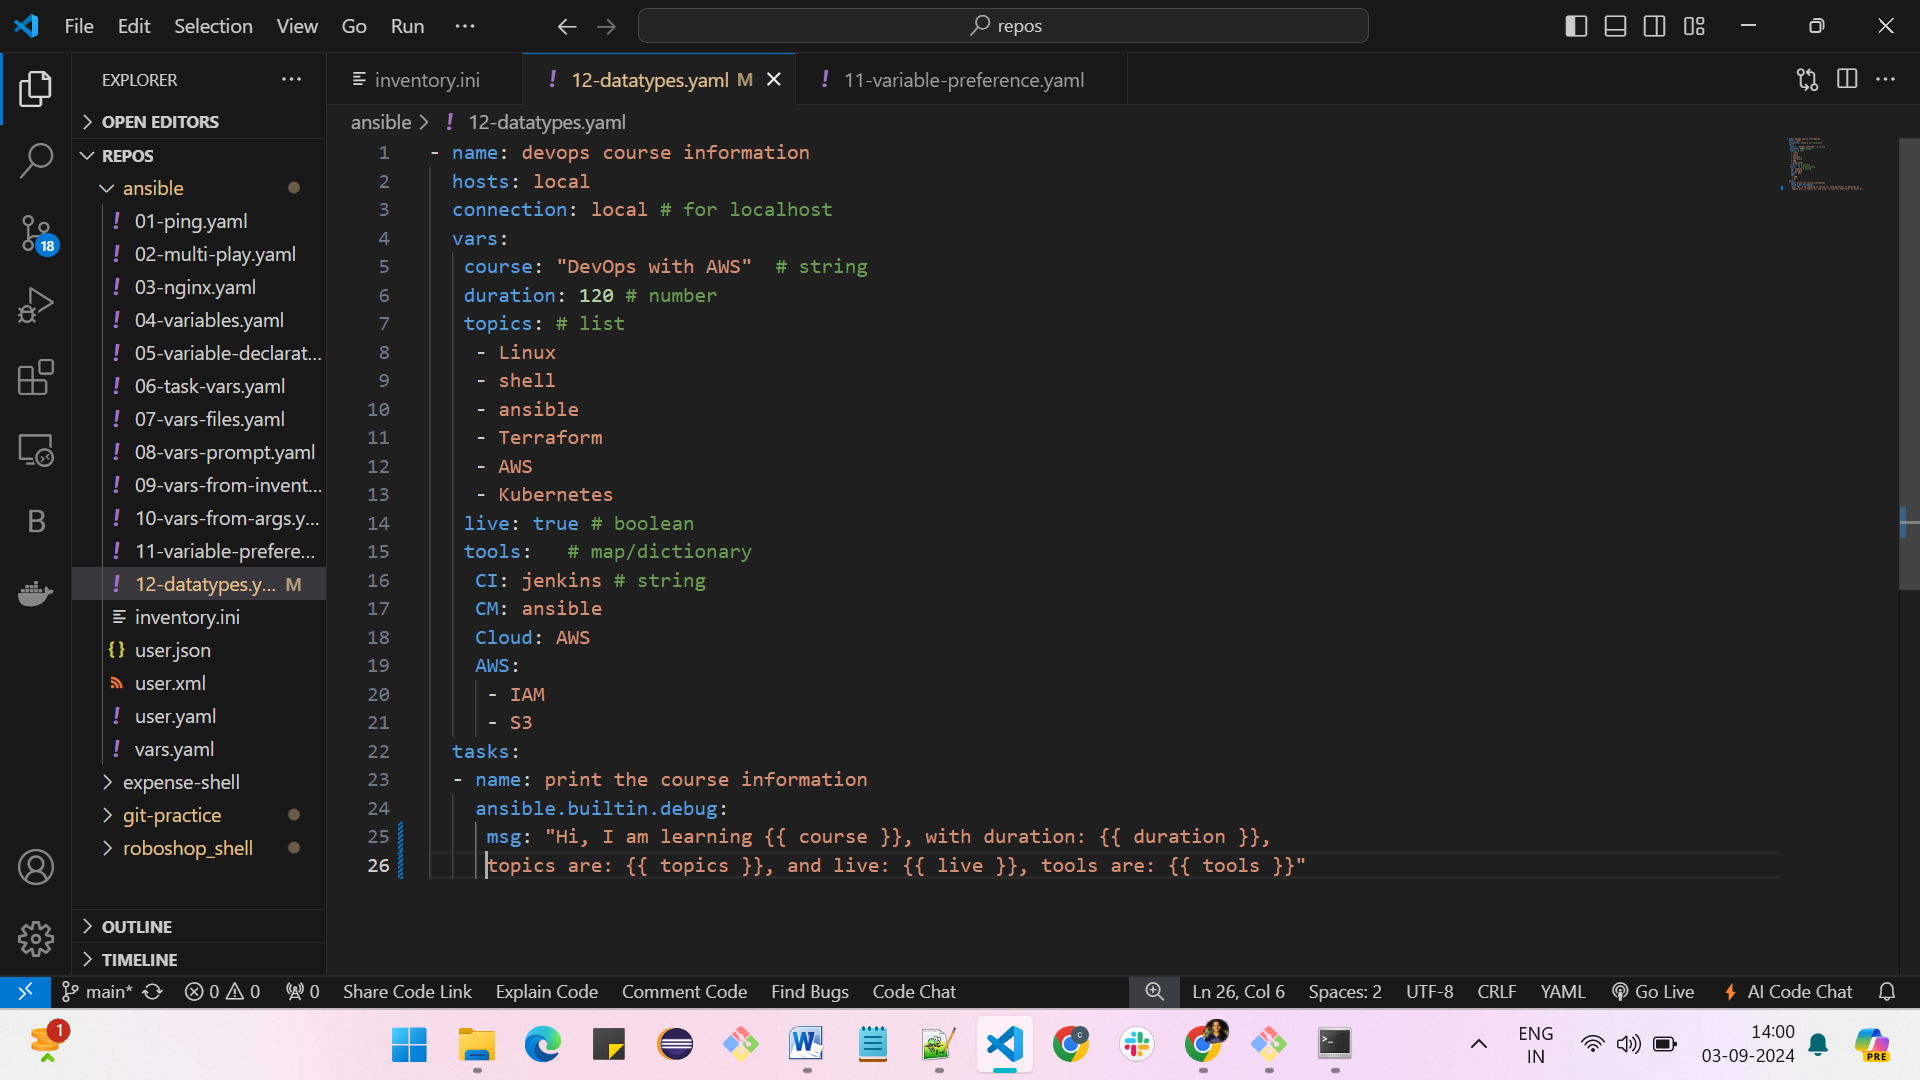 File Edit Selection View Go Run ···
repos
EXPLORER
OPEN EDITORS
REPOS
ansible
01-ping.yaml
02-multi-play.yaml
03-nginx.yaml
04-variables.yaml
05-variable-declarat...
06-task-vars.yaml
07-vars-files.yaml
08-vars-prompt.yaml
09-vars-from-invent...
10-vars-from-args.y...
11-variable-prefere...
12-datatypes.y... M
inventory.ini
user.json
user.xml
user.yaml
vars.yaml
expense-shell
git-practice
roboshop_shell
OUTLINE
TIMELINE
18
B
inventory.ini
12-datatypes.yaml M
11-variable-preference.yaml
ansible > ! 12-datatypes.yaml
1 - name: devops course information
2 hosts: local
3 connection: local # for localhost
4 vars:
5 course: "DevOps with AWS" # string
6 duration: 120 # number
7 topics: # list
8 - Linux
9 - shell
10 - ansible
11 - Terraform
12 - AWS
13 - Kubernetes
14 live: true # boolean
15 tools: # map/dictionary
16 CI: jenkins # string
17 CM: ansible
18 Cloud: AWS
19 AWS:
20 - IAM
21 - S3
22 tasks:
23 - name: print the course information
24 ansible.builtin.debug:
25 msg: "Hi, I am learning {{ course }}, with duration: {{ duration }},
26 topics are: {{ topics }}, and live: {{ live }}, tools are: {{ tools }}"
main* 0 0 0 Share Code Link Explain Code Comment Code Find Bugs Code Chat Ln 26, Col 6 Spaces: 2 UTF-8 CRLF YAML Go Live AI Code Chat
1
ENG
IN
14:00
03-09-2024
PRE